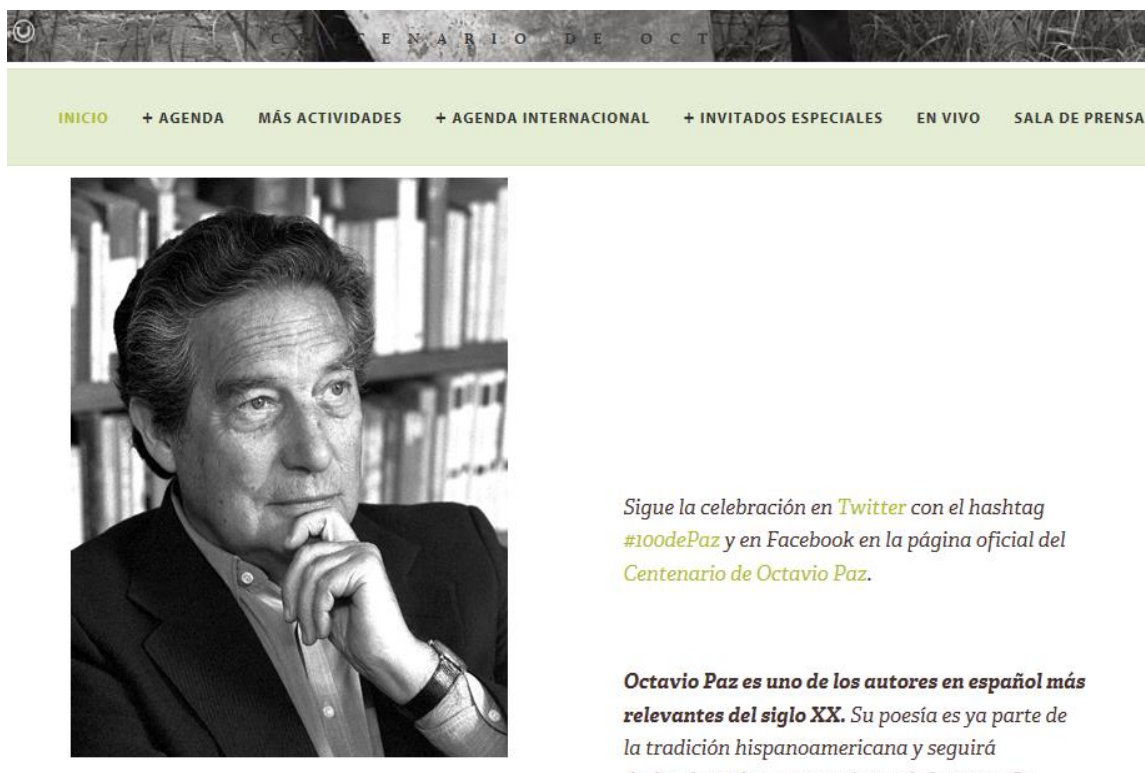 CENTENARIO DE OCT
INICIO + AGENDA MÁS ACTIVIDADES + AGENDA INTERNACIONAL + INVITADOS ESPECIALES EN VIVO SALA DE PRENSA
Sigue la celebración en Twitter con el hashtag
#100dePaz y en Facebook en la página oficial del
Centenario de Octavio Paz.
Octavio Paz es uno de los autores en español más
relevantes del siglo XX. Su poesía es ya parte de
la tradición hispanoamericana y seguirá